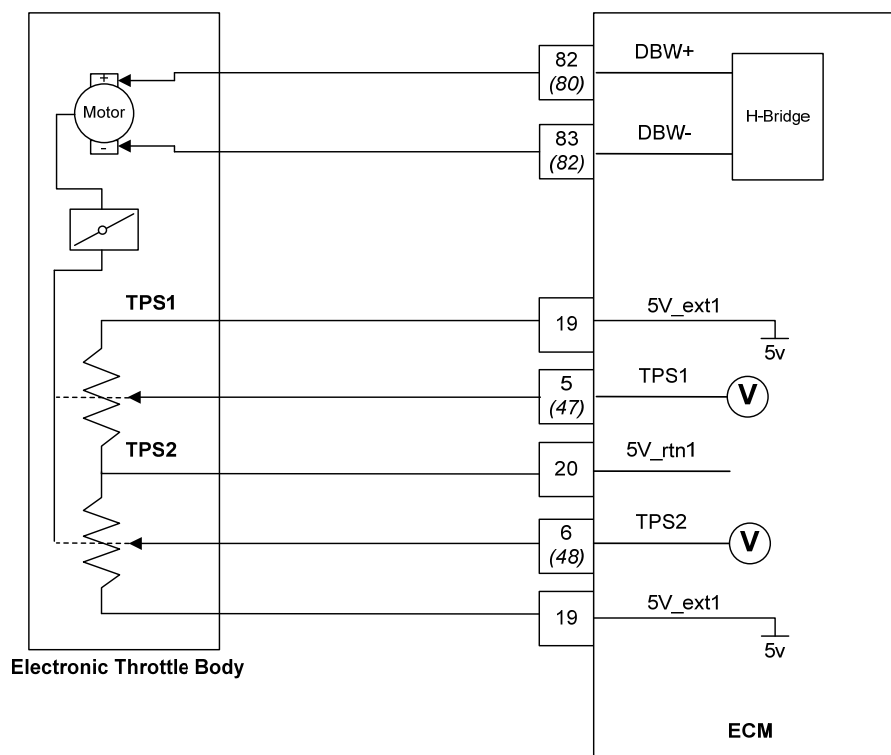 82
(80)
DBW+
+
Motor
-
H-Bridge
83
(82)
DBW-
TPS1
19
5V_ext1
5v
5
(47)
TPS1
V
TPS2
20
5V_rtn1
6
(48)
TPS2
V
19
5V_ext1
5v
Electronic Throttle Body
ECM